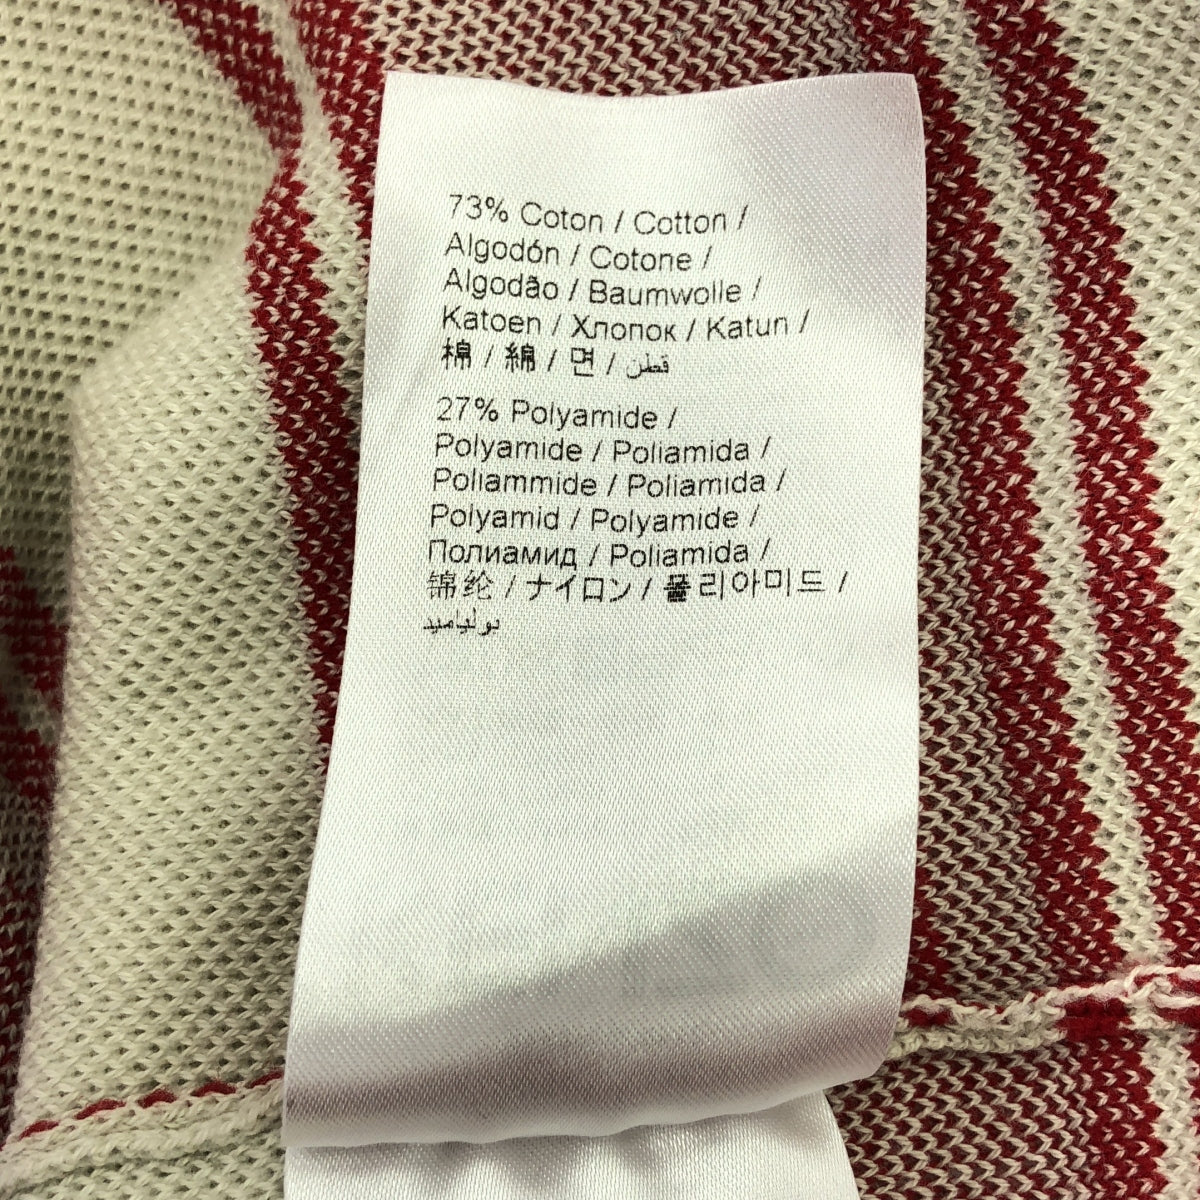 73% Coton / Cotton /
Algodón / Cotone /
Algodão / Baumwolle /
Katoen / Хлопок / Katun /
棉 / 綿 / 면 / قطن
27% Polyamide /
Polyamide / Poliamida /
Poliammide / Poliamida /
Polyamid / Polyamide /
Полиамид / Poliamida /
锦纶 / ナイロン / 폴리아미드 /
بولياميد